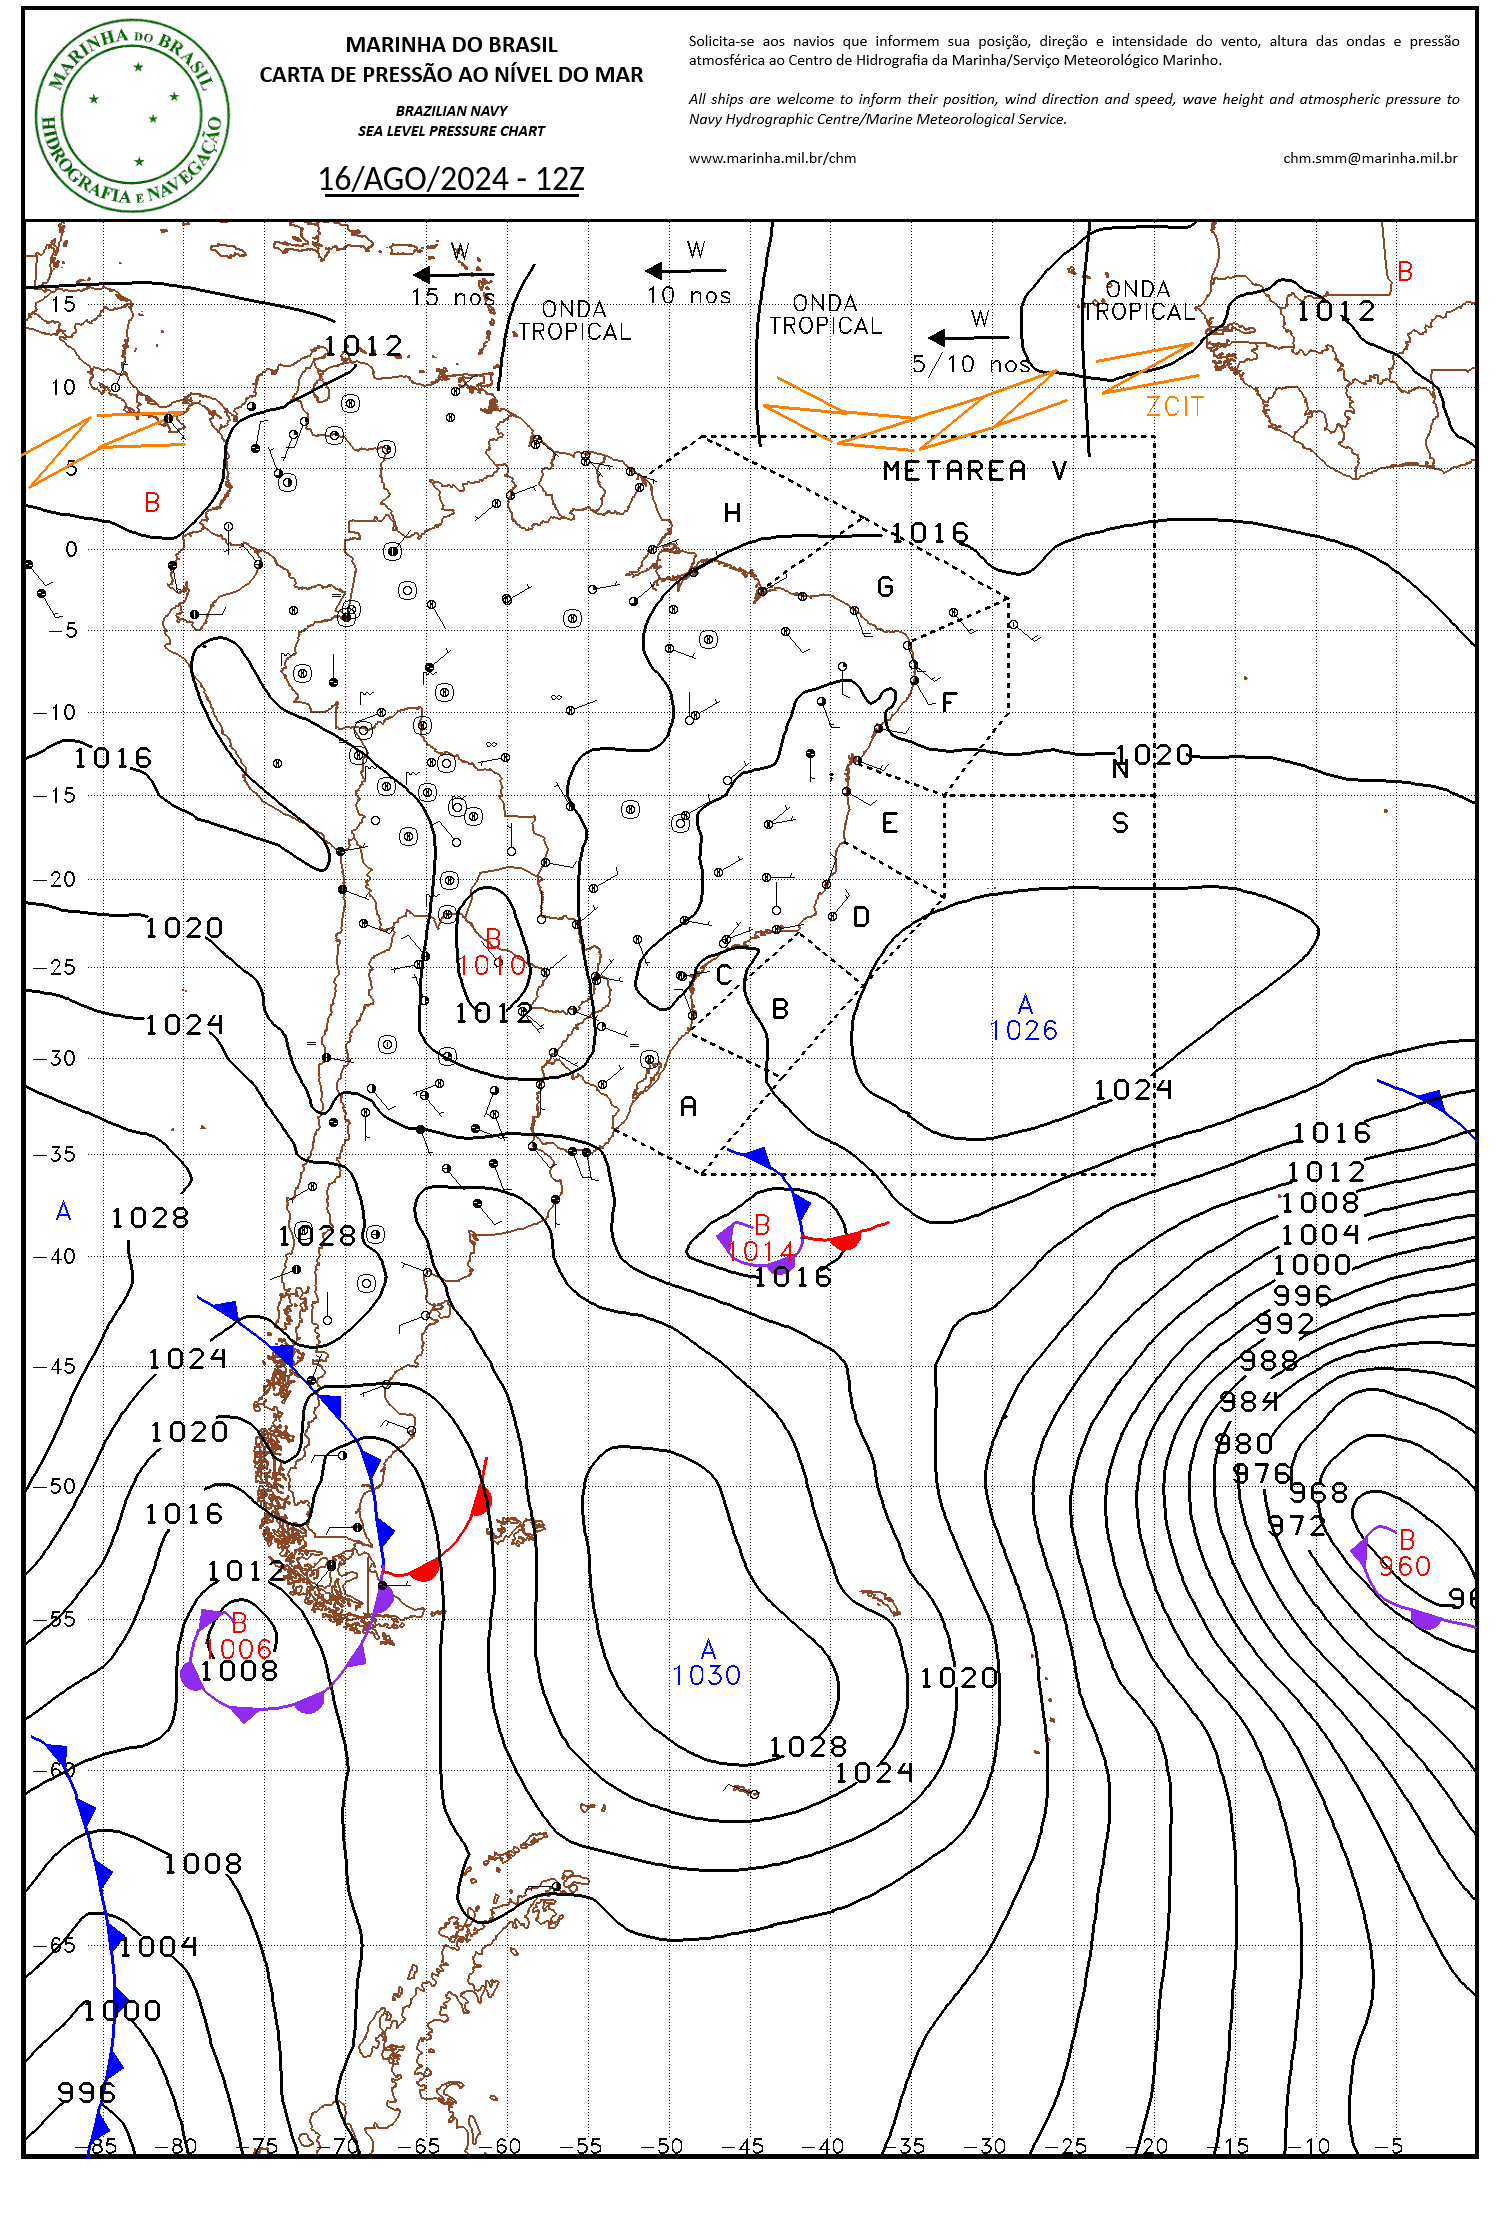 MARINHA DO BRASIL
HIDROGRAFIA E NAVEGAÇÃO
MARINHA DO BRASIL
CARTA DE PRESSÃO AO NÍVEL DO MAR
BRAZILIAN NAVY
SEA LEVEL PRESSURE CHART
16/AGO/2024 - 12Z
Solicita-se aos navios que informem sua posição, direção e intensidade do vento, altura das ondas e pressão
atmosférica ao Centro de Hidrografia da Marinha/Serviço Meteorológico Marinho.
All ships are welcome to inform their position, wind direction and speed, wave height and atmospheric pressure to
Navy Hydrographic Centre/Marine Meteorological Service.
www.marinha.mil.br/chm
chm.smm@marinha.mil.br
W
15 nos
W
10 nos
W
5/10 nos
ONDA
TROPICAL
ONDA
TROPICAL
ONDA
TROPICAL
B
15
1012
1012
10
ZCIT
5
B
METAREA V
H
1016
0
G
-5
F
-10
1016
1020
N
-15
E
S
-20
D
1020
B
1010
-25
C
B
A
1026
1012
1024
-30
1024
A
1016
-35
1012
A
1028
1008
1028
B
1014
1004
-40
1000
1016
996
992
1024
-45
988
984
1020
980
976
-50
968
1016
972
B
960
1012
96
-55
B
1006
1008
A
1030
1020
1028
1024
-60
1008
-65
1004
1000
996
-85
-80
-75
-70
-65
-60
-55
-50
-45
-40
-35
-30
-25
-20
-15
-10
-5